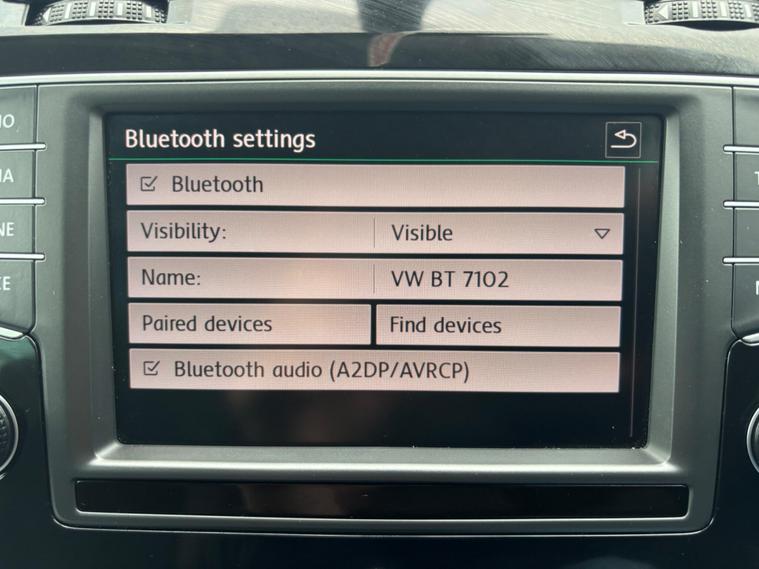 Bluetooth settings
Bluetooth
Visibility: Visible
Name: VW BT 7102
Paired devices Find devices
Bluetooth audio (A2DP/AVRCP)